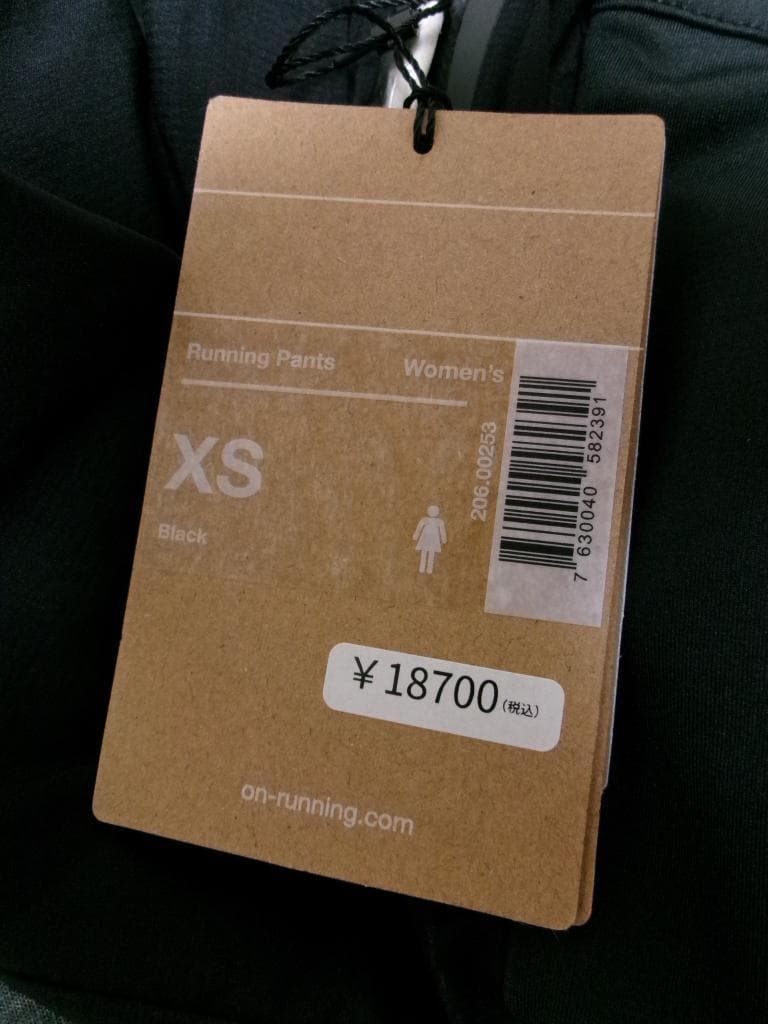 Running Pants Women's
XS
Black
206.00253
7 630040 582391
¥18700(税込)
on-running.com